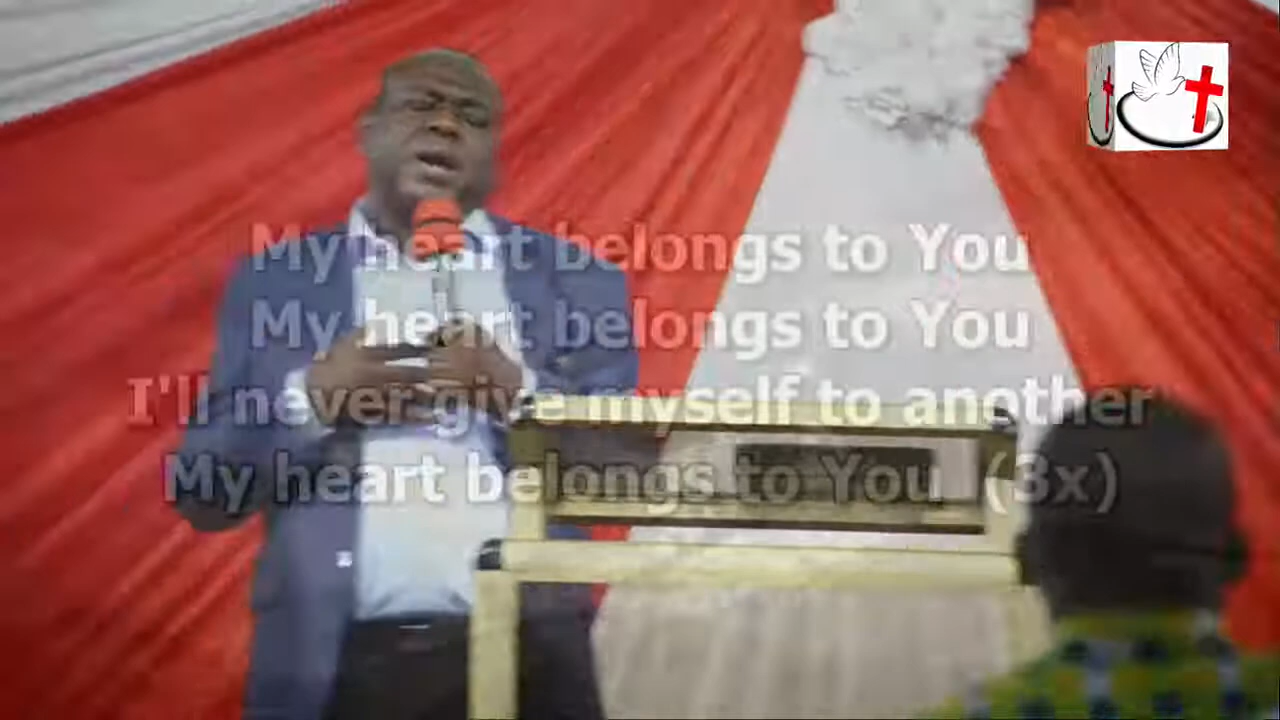 My heart belongs to You
My heart belongs to You
I'll never give myself to another
My heart belongs to You (3x)